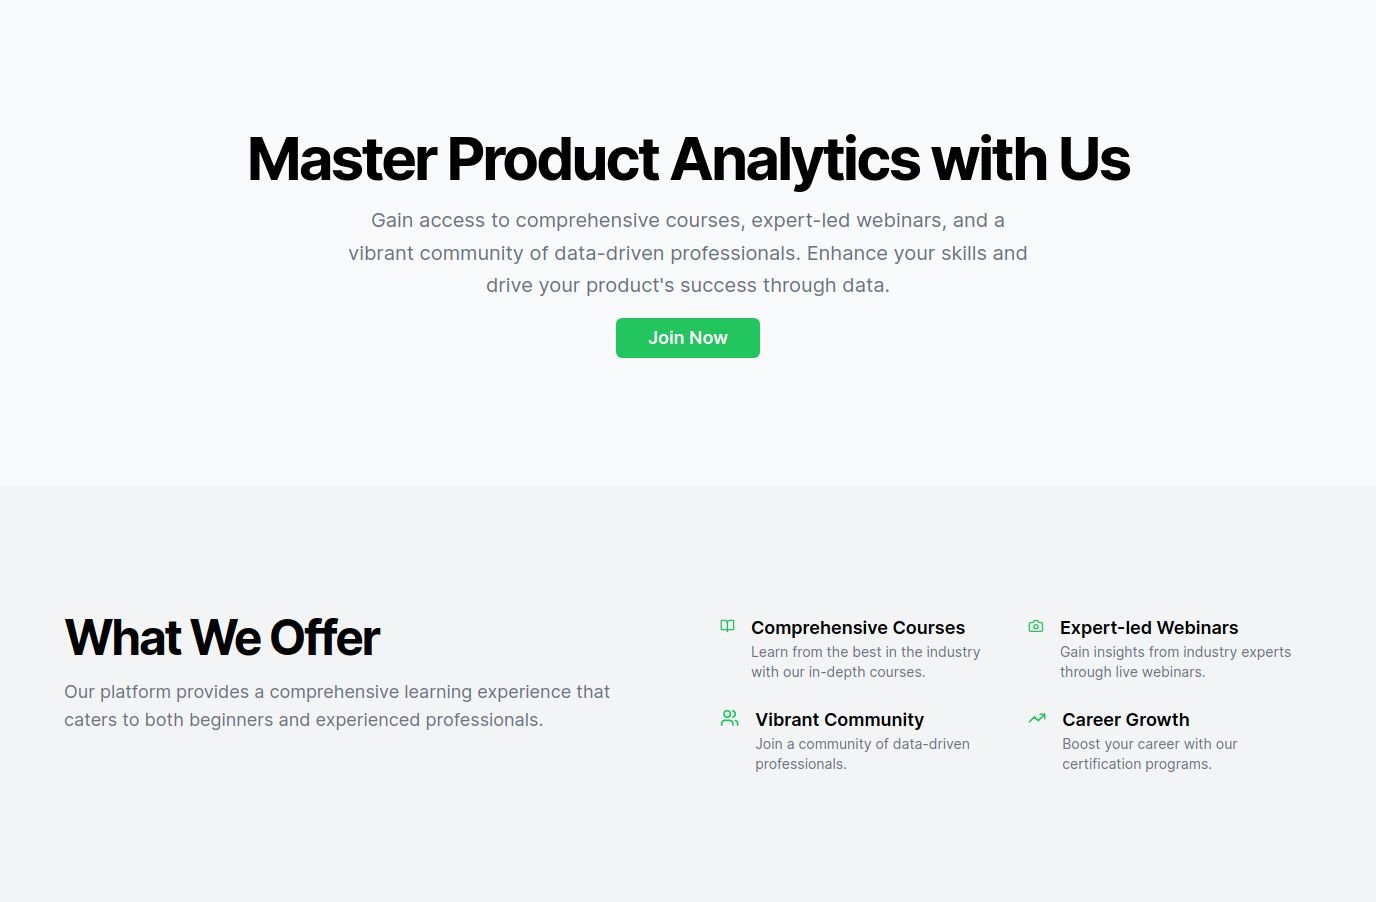 Master Product Analytics with Us
Gain access to comprehensive courses, expert-led webinars, and a
vibrant community of data-driven professionals. Enhance your skills and
drive your product's success through data.
Join Now
What We Offer
Our platform provides a comprehensive learning experience that
caters to both beginners and experienced professionals.
Comprehensive Courses
Learn from the best in the industry
with our in-depth courses.
Expert-led Webinars
Gain insights from industry experts
through live webinars.
Vibrant Community
Join a community of data-driven
professionals.
Career Growth
Boost your career with our
certification programs.